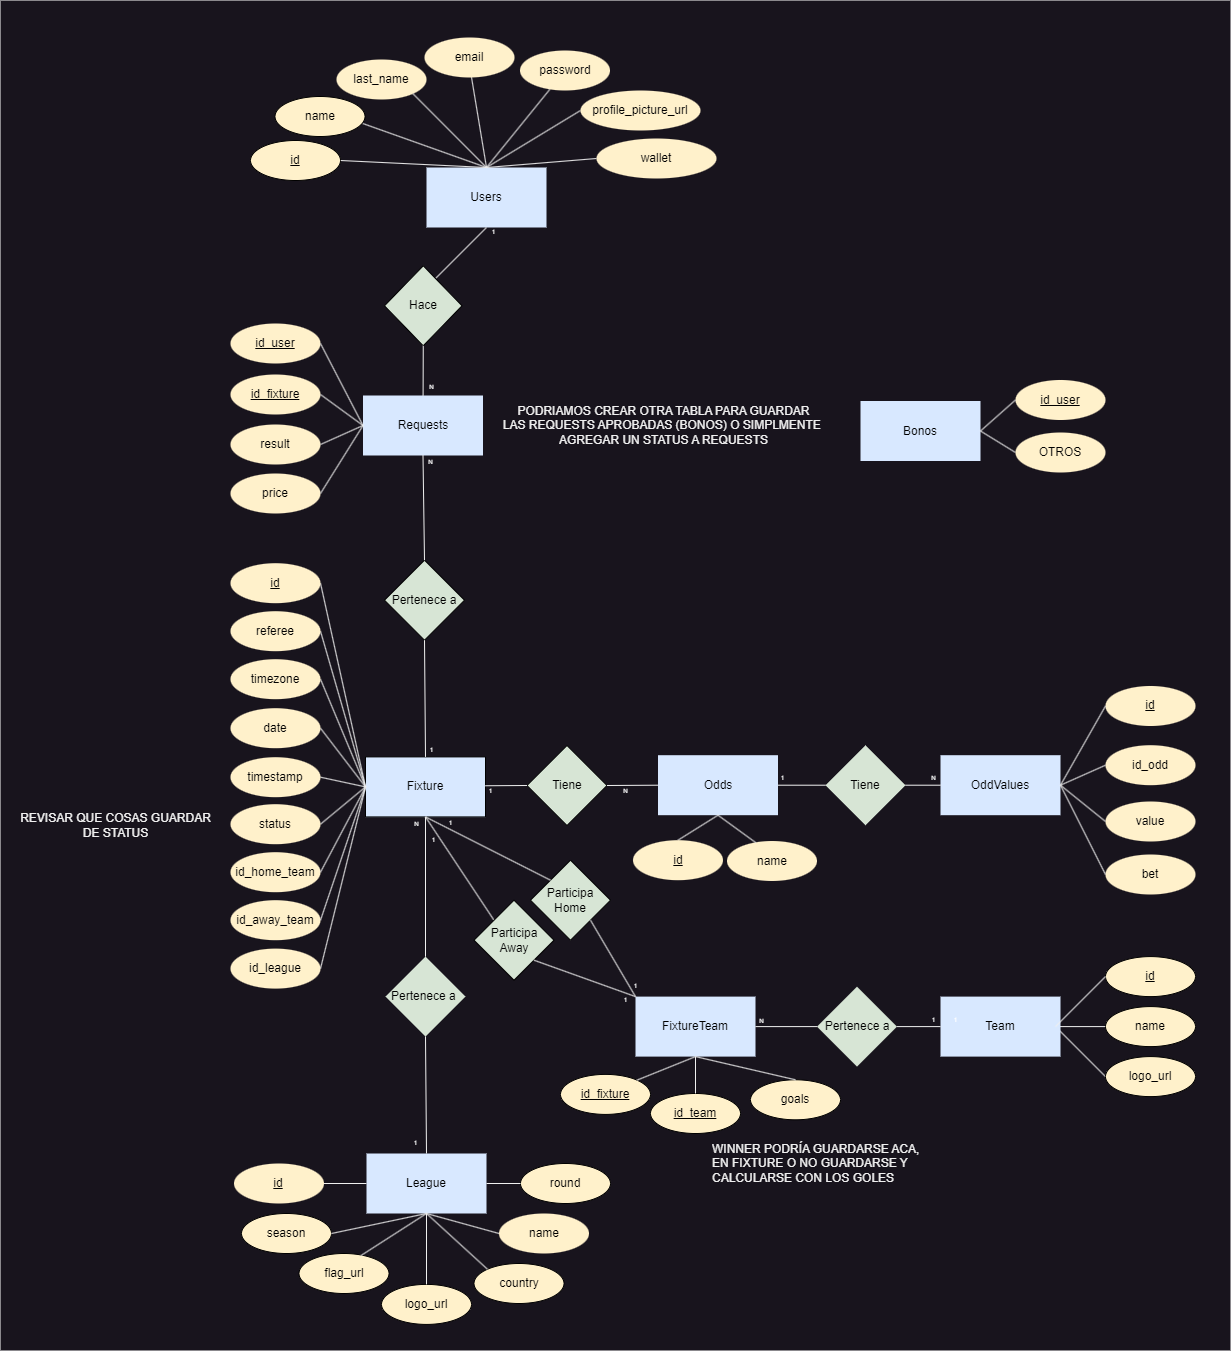 email
password
last_name
profile_picture_url
name
wallet
id
Users
1
Hace
N
id_user
id_fixture
result
price
Requests
N
PODRIAMOS CREAR OTRA TABLA PARA GUARDAR
LAS REQUESTS APROBADAS (BONOS) O SIMPLMENTE
AGREGAR UN STATUS A REQUESTS
Bonos
id_user
OTROS
Pertenece a
1
id
referee
timezone
date
timestamp
status
id_home_team
id_away_team
id_league
REVISAR QUE COSAS GUARDAR
DE STATUS
Fixture
1
Tiene
N
Odds
id
name
1
Tiene
N
OddValues
id
id_odd
value
bet
N
1
1
Participa
Home
Participa
Away
1
1
FixtureTeam
id_fixture
id_team
goals
N
Pertenece a
1
1
Team
id
name
logo_url
WINNER PODRÍA GUARDARSE ACA,
EN FIXTURE O NO GUARDARSE Y
CALCULARSE CON LOS GOLES
Pertenece a
1
League
id
round
season
name
flag_url
country
logo_url